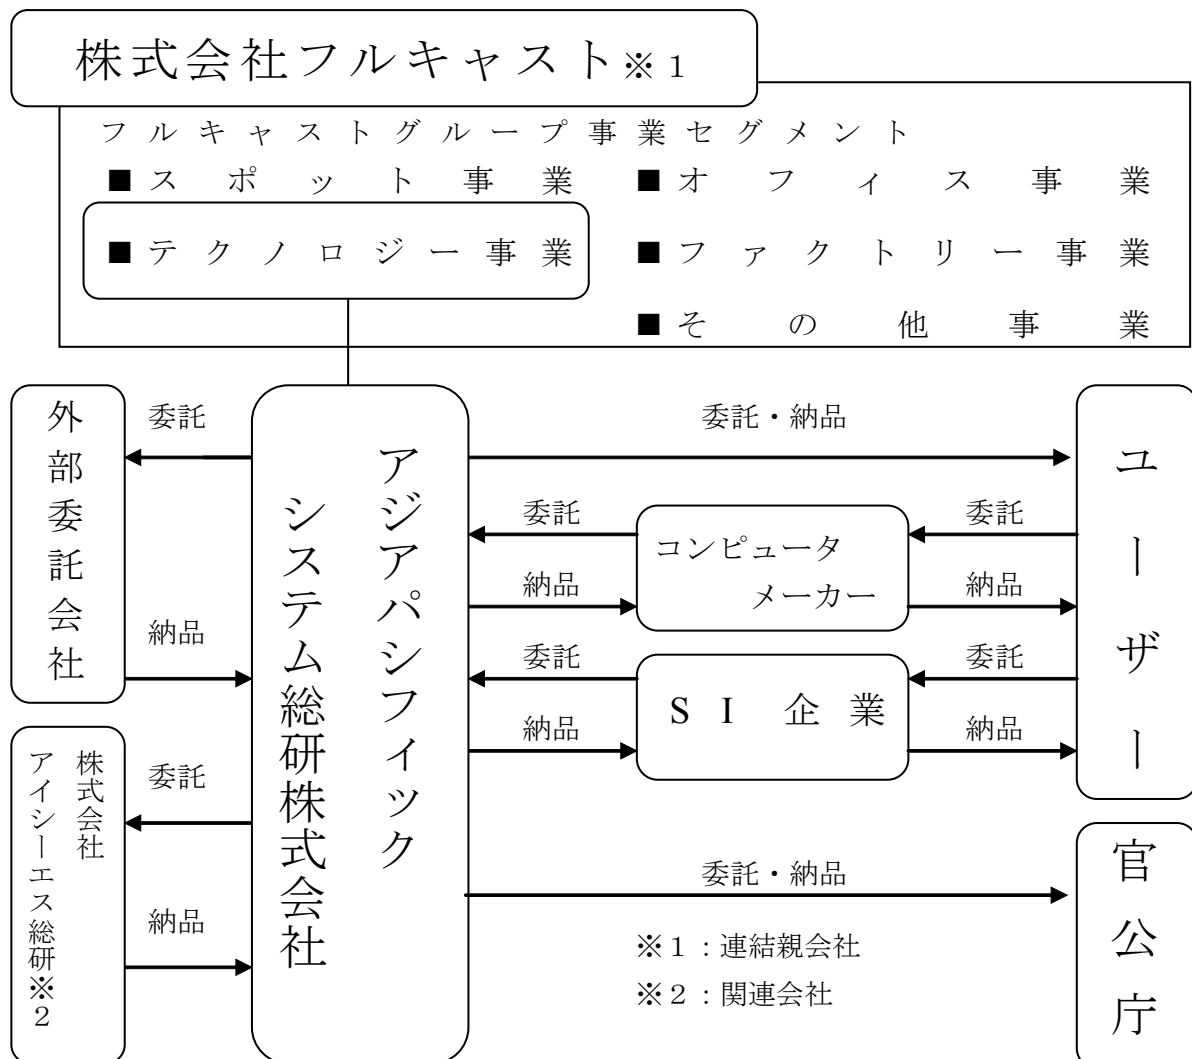 株式会社フルキャスト※１
フルキャストグループ事業セグメント
■スポット事業
■オフィス事業
■テクノロジー事業
■ファクトリー事業
■その他事業
外部委託会社
委託
納品
株式会社
アイシーエス総研※２
委託
納品
アジアパシフィック
システム総研株式会社
委託・納品
委託
納品
コンピュータ
メーカー
委託
納品
委託
納品
ＳＩ企業
委託
納品
ユーザー
委託・納品
官公庁
※１：連結親会社
※２：関連会社